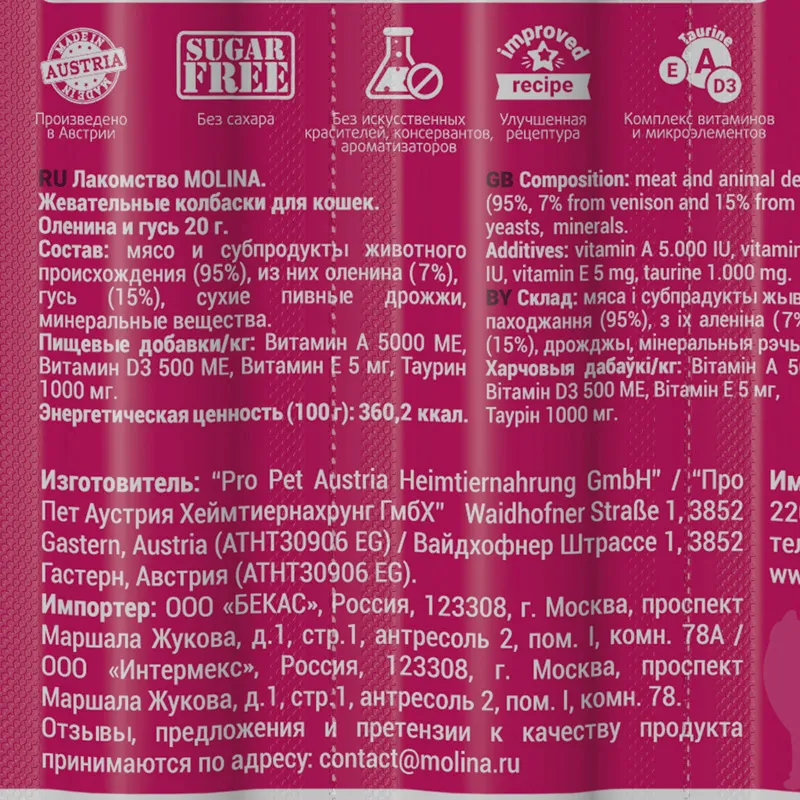 MADE IN
AUSTRIA
MADE IN
SUGAR
FREE
improved
recipe
Taurine
E A D3
Произведено
в Австрии
Без сахара
Без искусственных
красителей, консервантов,
ароматизаторов
Улучшенная
рецептура
Комплекс витаминов
и микроэлементов
RU Лакомство MOLINA.
Жевательные колбаски для кошек.
Оленина и гусь 20 г.
Состав: мясо и субпродукты животного
происхождения (95%), из них оленина (7%),
гусь (15%), сухие пивные дрожжи,
минеральные вещества.
Пищевые добавки/кг: Витамин А 5000 МЕ,
Витамин D3 500 МЕ, Витамин Е 5 мг, Таурин
1000 мг.
Энергетическая ценность (100 г): 360,2 ккал.
GB Composition: meat and animal de
(95%, 7% from venison and 15% from
yeasts, minerals.
Additives: vitamin A 5.000 IU, vitamin
IU, vitamin E 5 mg, taurine 1.000 mg.
BY Склад: мяса і субпрадукты жыв
паходжання (95%), з іх аленіна (7%
(15%), дрожджы, мінеральныя рэчы
Харчовыя дабаўкі/кг: Вітамін А 50
Вітамін D3 500 МЕ, Вітамін Е 5 мг,
Таурін 1000 мг.
Изготовитель: “Pro Pet Austria Heimtiernahrung GmbH” / “Про
Пет Аустрия Хеймтиернахрунг ГмбХ” Waidhofner Straße 1, 3852
Gastern, Austria (ATHT30906 EG) / Вайдхофнер Штрассе 1, 3852
Гастерн, Австрия (ATHT30906 EG).
Импортер: ООО «БЕКАС», Россия, 123308, г. Москва, проспект
Маршала Жукова, д.1, стр.1, антресоль 2, пом. I, комн. 78А /
ООО «Интермекс», Россия, 123308, г. Москва, проспект
Маршала Жукова, д.1, стр.1, антресоль 2, пом. I, комн. 78.
Отзывы, предложения и претензии к качеству продукта
принимаются по адресу: contact@molina.ru
Им
22
тел
ww